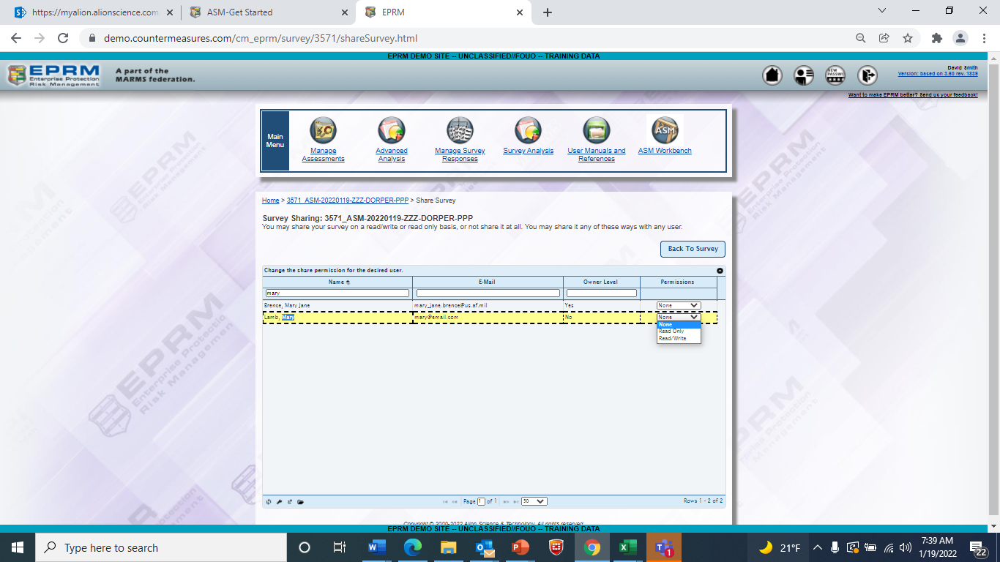 https://myalion.alionscience.com
ASM-Get Started
EPRM
demo.countermeasures.com/cm_eprm/survey/3571/shareSurvey.html
EPRM DEMO SITE -- UNCLASSIFIED//FOUO -- TRAINING DATA
EPRM
Enterprise Protection
Risk Management
A part of the
MARMS federation.
NEW
PASSWD
David Smith
Version: based on 3.60 rev. 1839
Want to make EPRM better? Send us your feedback!
Main
Menu
Manage
Assessments
Advanced
Analysis
Manage Survey
Responses
Survey Analysis
User Manuals and
References
ASM
ASM Workbench
Home > 3571_ASM-20220119-ZZZ-DORPER-PPP > Share Survey
Survey Sharing: 3571_ASM-20220119-ZZZ-DORPER-PPP
You may share your survey on a read/write or read only basis, or not share it at all. You may share it any of these ways with any user.
Back To Survey
Change the share permission for the desired user.
Name E-Mail Owner Level Permissions
mary
Brence, Mary Jane mary_jane.brence@us.af.mil Yes None
Lamb, Mary mary@email.com No None
None
Read Only
Read/Write
Page 1 of 1 50 Rows 1 - 2 of 2
Copyright © 2000-2022 Alion Science & Technology. All rights reserved.
EPRM DEMO SITE -- UNCLASSIFIED//FOUO -- TRAINING DATA
Type here to search
1
21°F
7:39 AM
1/19/2022
22